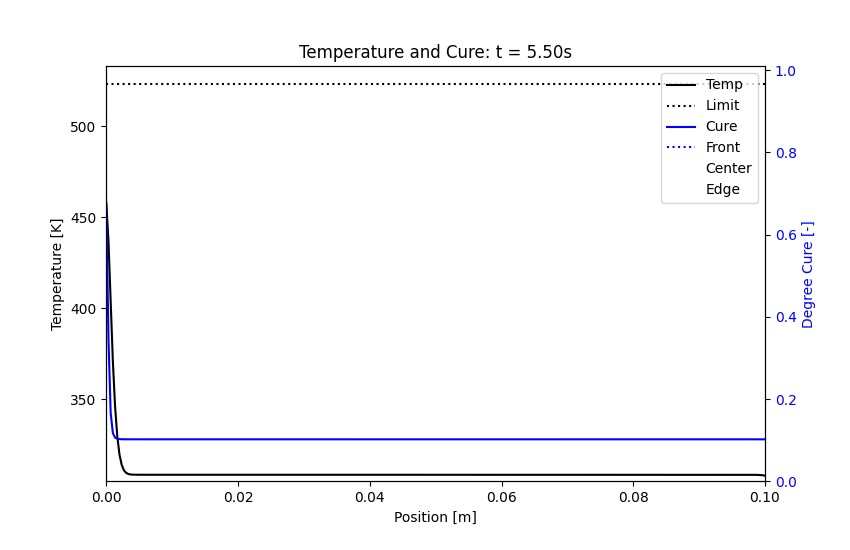 Temperature and Cure: t = 5.50s
Temperature [K]
500
450
400
350
Temp
Limit
Cure
Front
Center
Edge
1.0
0.8
0.6
0.4
0.2
0.0
Degree Cure [-]
0.00
0.02
0.04
0.06
0.08
0.10
Position [m]